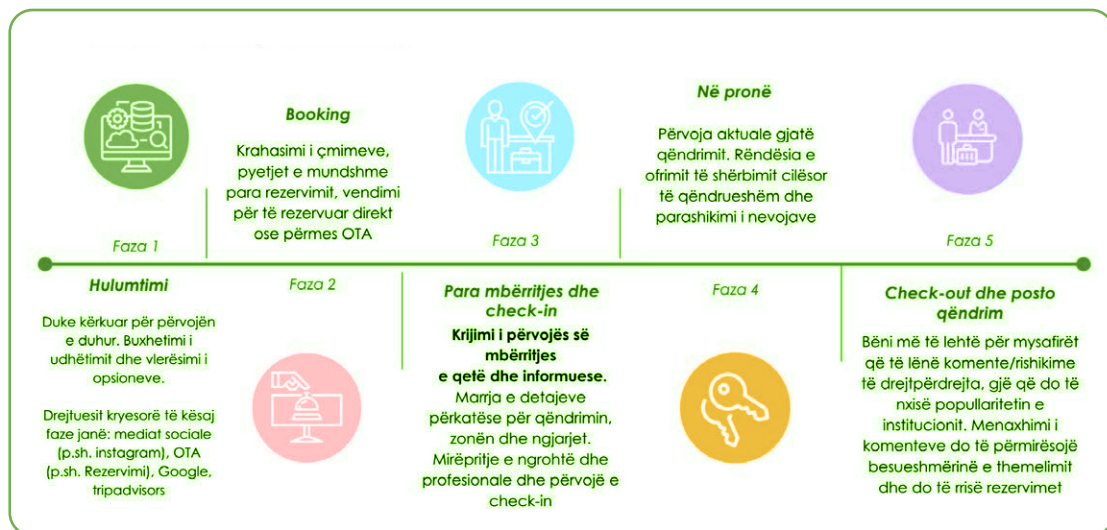 Faza 1
Hulumtimi
Duke kërkuar për përvojën
e duhur. Buxhetimi i
udhëtimit dhe vlerësimi i
opsioneve.
Drejtuesit kryesorë të kësaj
faze janë: mediat sociale
(p.sh. instagram), OTA
(p.sh. Rezervimi), Google,
tripadvisors
Booking
Krahasimi i çmimeve,
pyetjet e mundshme
para rezervimit, vendimi
për të rezervuar direkt
ose përmes OTA
Faza 2
Faza 3
Para mbërritjes dhe
check-in
Krijimi i përvojës së
mbërritjes
e qetë dhe informuese.
Marrja e detajeve
përkatëse për qëndrimin,
zonën dhe ngjarjet.
Mirëpritje e ngrohtë dhe
profesionale dhe përvojë e
check-in
Në pronë
Përvoja aktuale gjatë
qëndrimit. Rëndësia e
ofrimit të shërbimit cilësor
të qëndrueshëm dhe
parashikimi i nevojave
Faza 4
Faza 5
Check-out dhe posto
qëndrim
Bëni më të lehtë për mysafirët
që të lënë komente/rishikime
të drejtpërdrejta, gjë që do të
nxisë popullaritetin e
institucionit. Menaxhimi i
komenteve do të përmirësojë
besueshmërinë e themelimit
dhe do të rrisë rezervimet